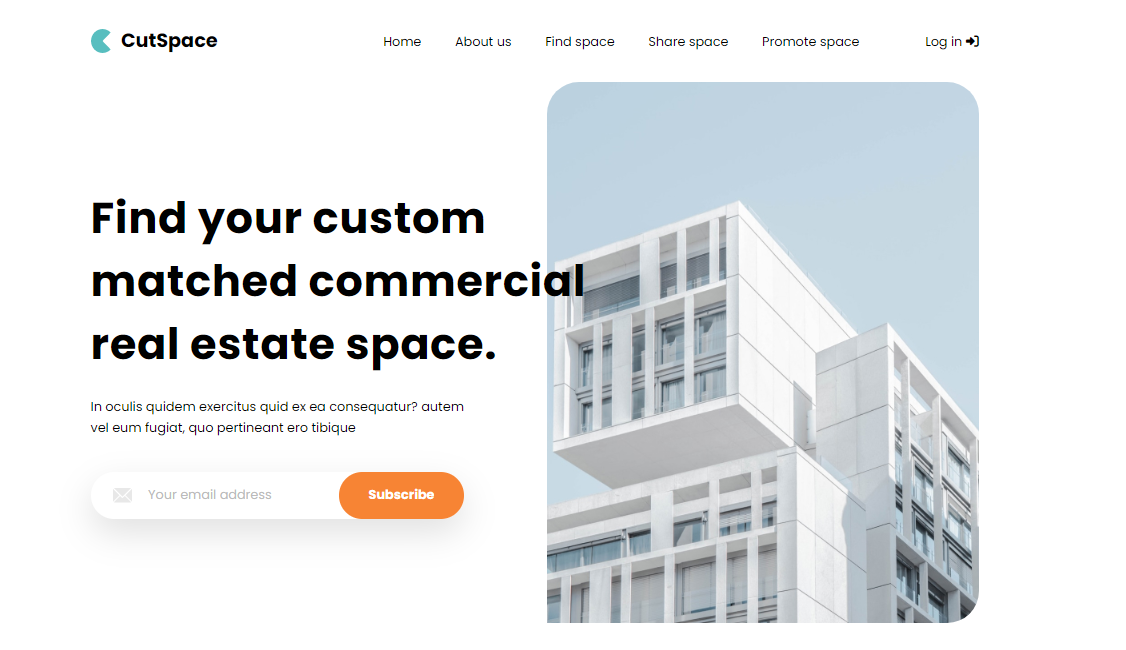 CutSpace
Home About us Find space Share space Promote space Log in
Find your custom
matched commercial
real estate space.
In oculis quidem exercitus quid ex ea consequatur? autem
vel eum fugiat, quo pertineant ero tibique
Your email address Subscribe